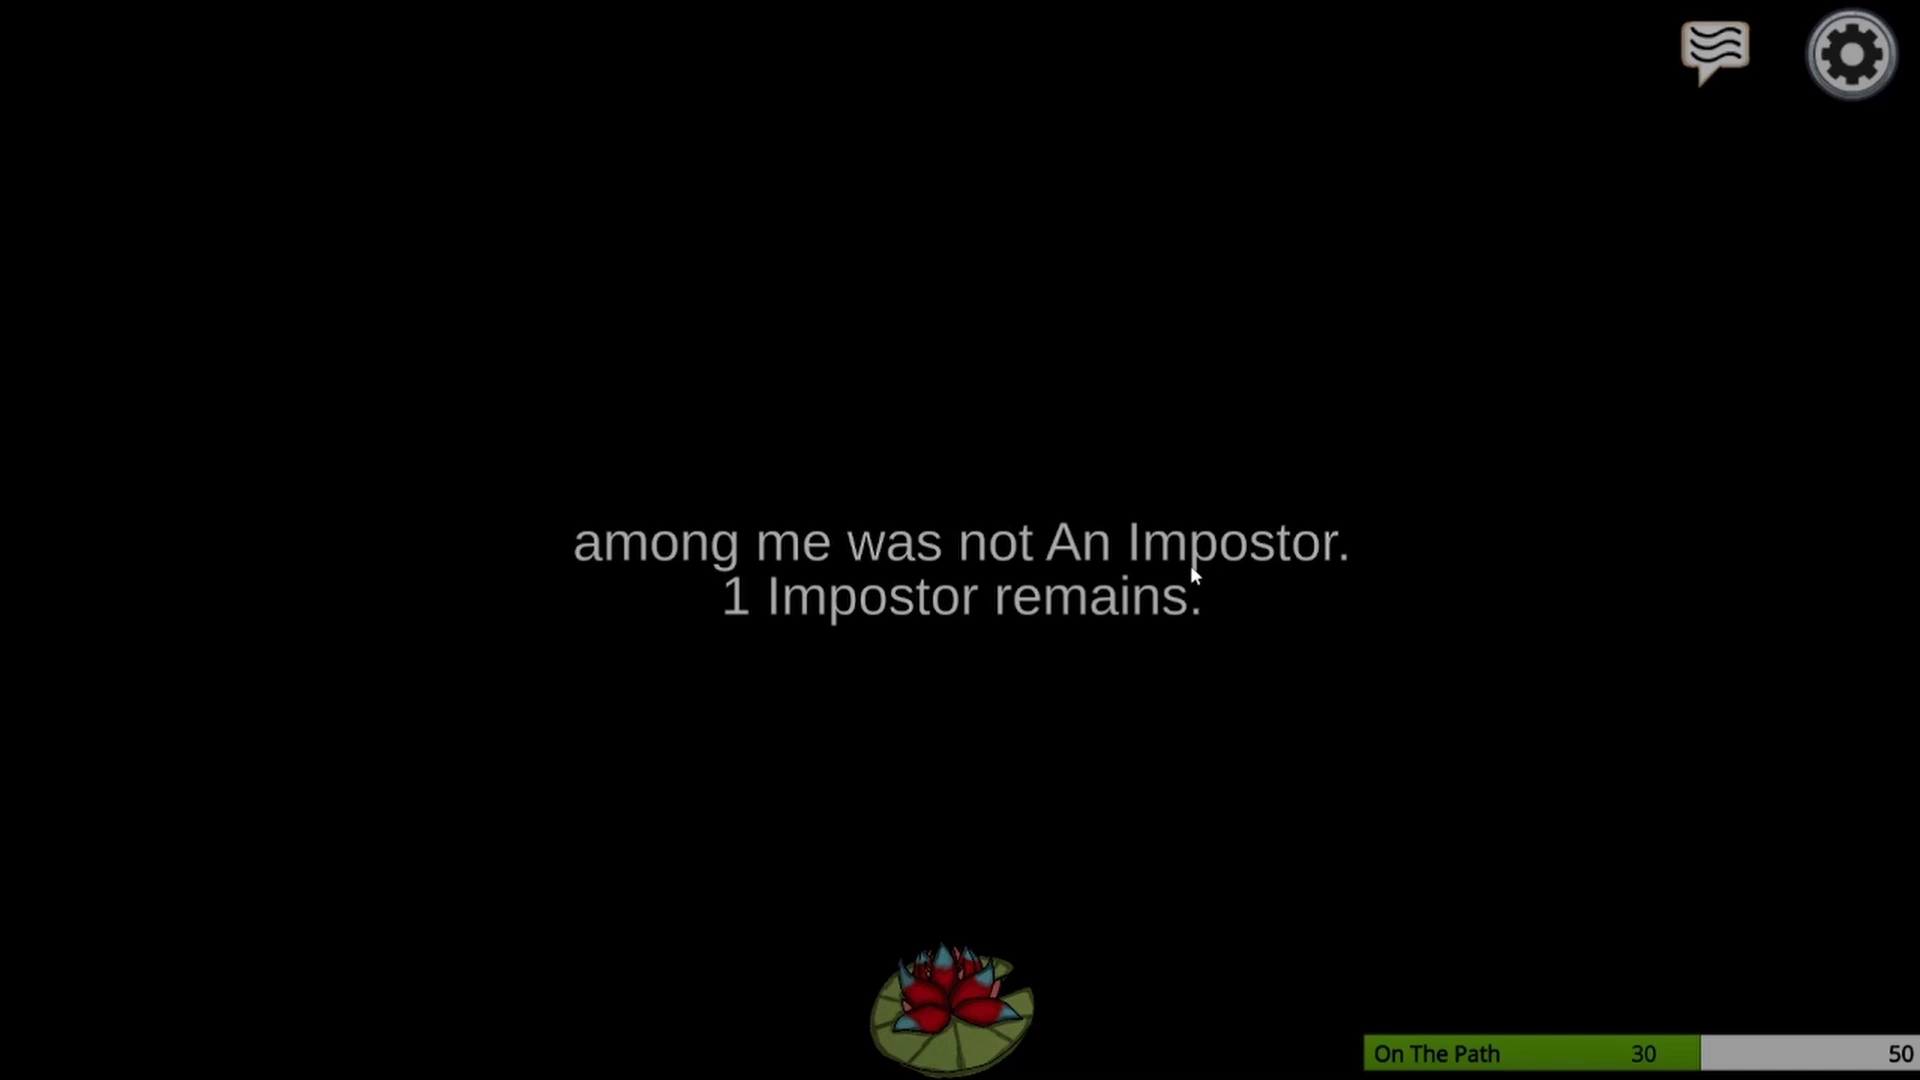 among me was not An Impostor.
1 Impostor remains.
On The Path 30 50